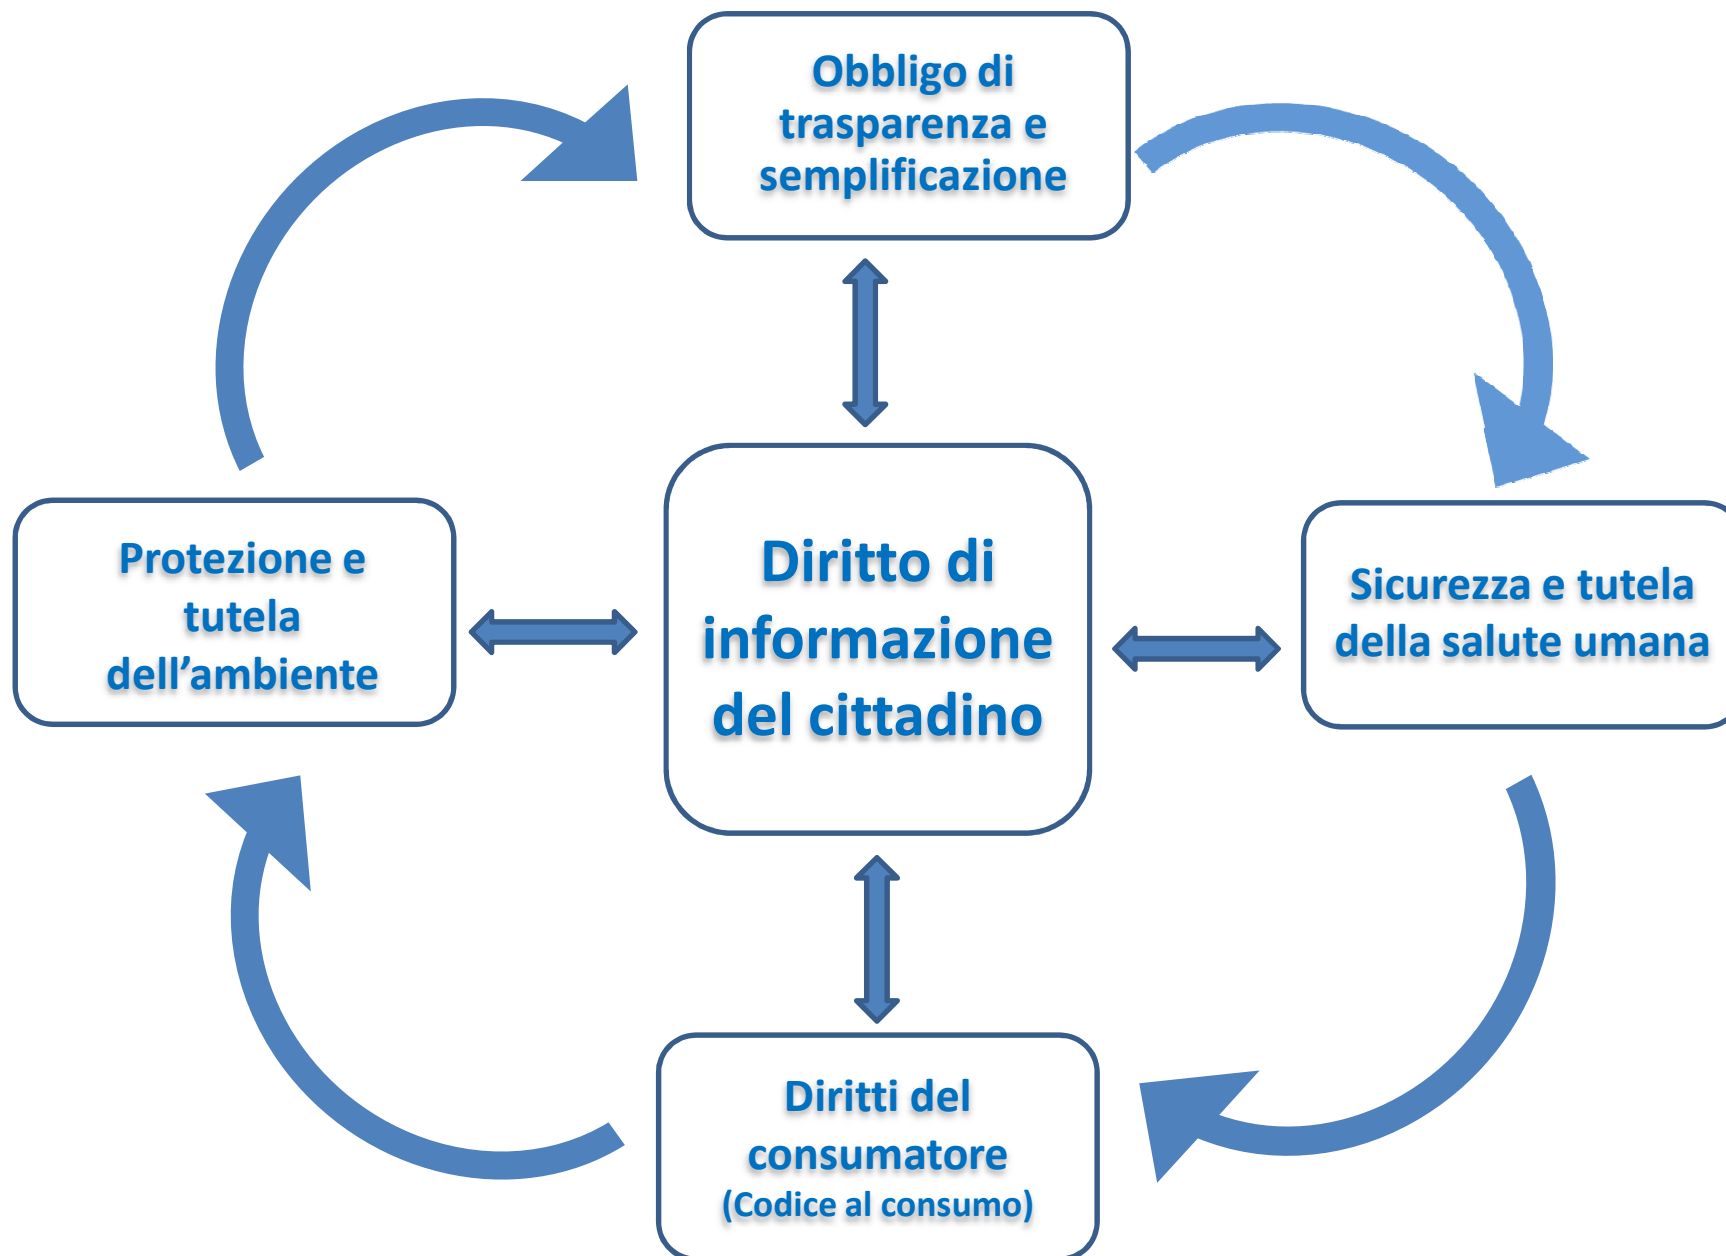 Obbligo di
trasparenza e
semplificazione
Protezione e
tutela
dell’ambiente
Diritto di
informazione
del cittadino
Sicurezza e tutela
della salute umana
Diritti del
consumatore
(Codice al consumo)